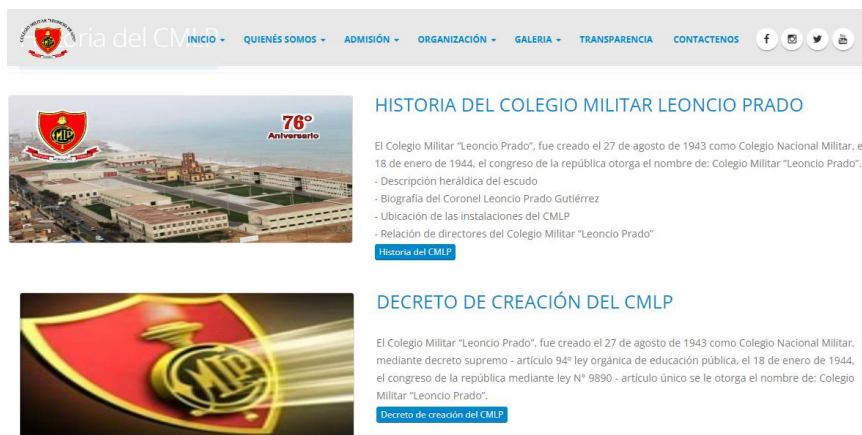 COLEGIO MILITAR "LEONCIO PRADO"
Historia del CMLP
INICIO
QUIENÉS SOMOS
ADMISIÓN
ORGANIZACIÓN
GALERIA
TRANSPARENCIA
CONTACTENOS
76º
Aniversario
HISTORIA DEL COLEGIO MILITAR LEONCIO PRADO
El Colegio Militar “Leoncio Prado”, fue creado el 27 de agosto de 1943 como Colegio Nacional Militar, e
18 de enero de 1944, el congreso de la república otorga el nombre de: Colegio Militar “Leoncio Prado”.
- Descripción heráldica del escudo
- Biografía del Coronel Leoncio Prado Gutiérrez
- Ubicación de las instalaciones del CMLP
- Relación de directores del Colegio Militar “Leoncio Prado”
Historia del CMLP
DECRETO DE CREACIÓN DEL CMLP
El Colegio Militar “Leoncio Prado”, fue creado el 27 de agosto de 1943 como Colegio Nacional Militar,
mediante decreto supremo - artículo 94º ley orgánica de educación pública, el 18 de enero de 1944,
el congreso de la república mediante ley N° 9890 - artículo único se le otorga el nombre de: Colegio
Militar “Leoncio Prado”.
Decreto de creación del CMLP